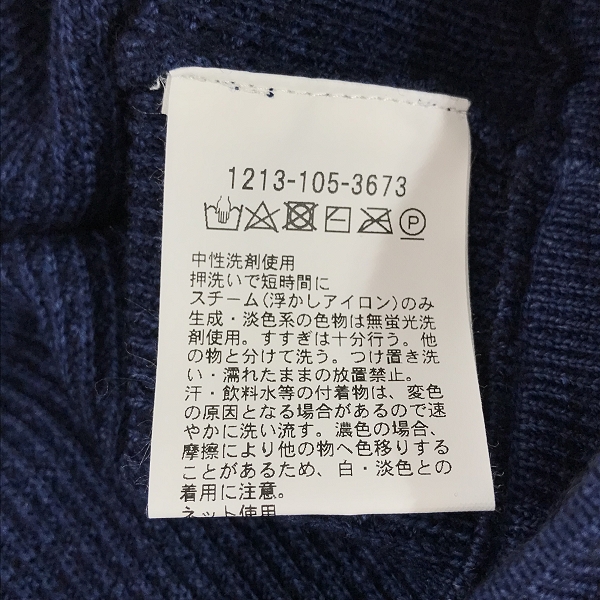 1213-105-3673
P
中性洗剤使用
押洗いで短時間に
スチーム(浮かしアイロン)のみ
生成・淡色系の色物は無蛍光洗
剤使用。すすぎは十分行う。他
の物と分けて洗う。つけ置き洗
い・濡れたままの放置禁止。
汗・飲料水等の付着物は、変色
の原因となる場合があるので速
やかに洗い流す。濃色の場合、
摩擦により他の物へ色移りする
ことがあるため、白・淡色との
着用に注意。
ネット使用